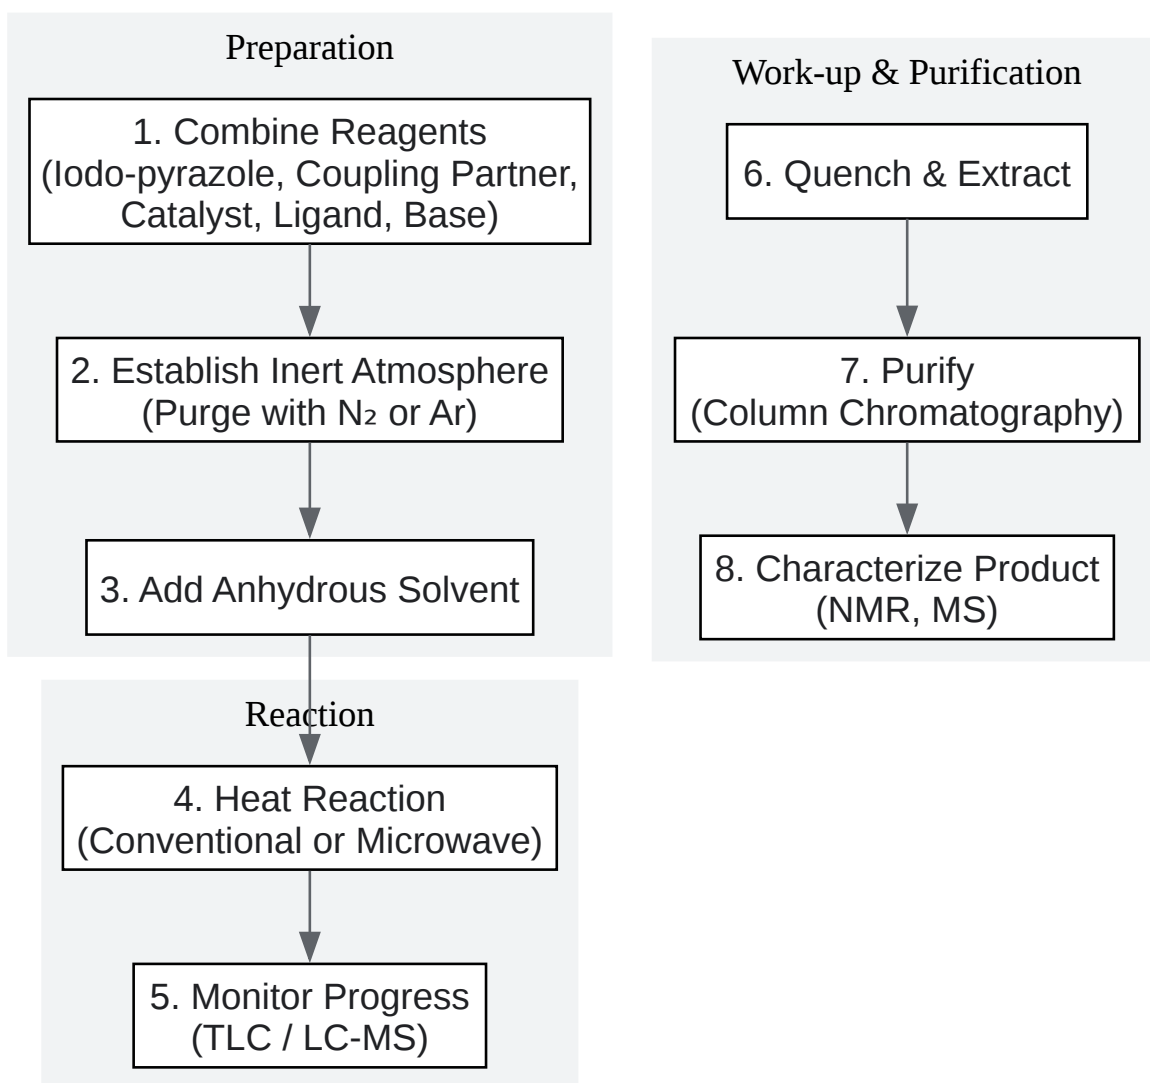 Preparation
1. Combine Reagents
(Iodo-pyrazole, Coupling Partner,
Catalyst, Ligand, Base)
2. Establish Inert Atmosphere
(Purge with N₂ or Ar)
3. Add Anhydrous Solvent
Reaction
4. Heat Reaction
(Conventional or Microwave)
5. Monitor Progress
(TLC / LC-MS)
Work-up & Purification
6. Quench & Extract
7. Purify
(Column Chromatography)
8. Characterize Product
(NMR, MS)